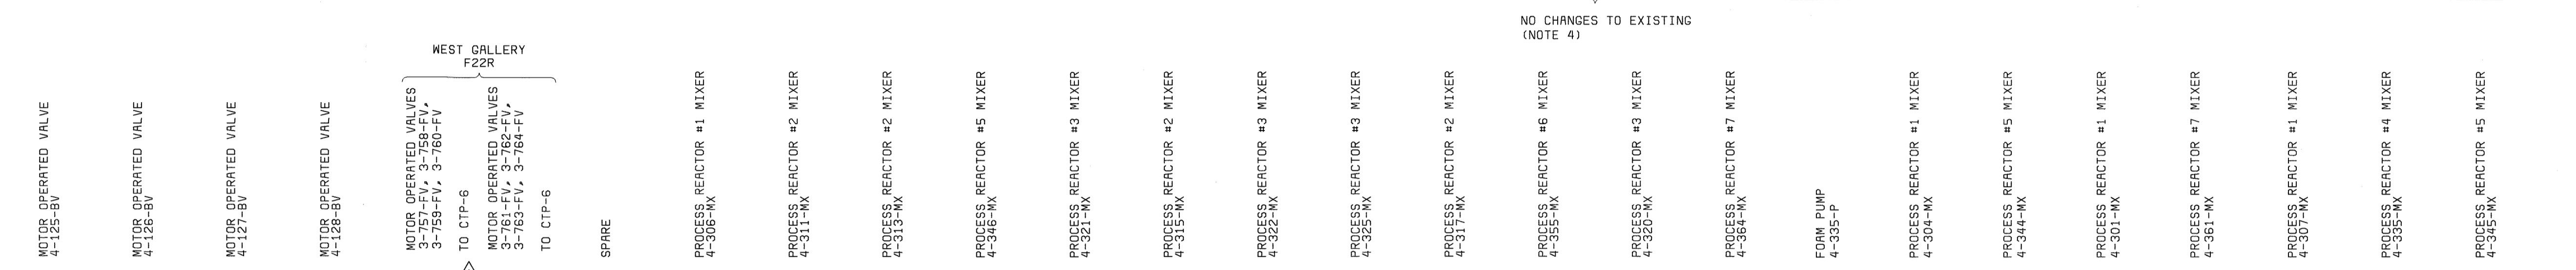 NO CHANGES TO EXISTING
(NOTE 4)
WEST GALLERY
F22R
MOTOR OPERATED VALVE
4-125-BV
MOTOR OPERATED VALVE
4-126-BV
MOTOR OPERATED VALVE
4-127-BV
MOTOR OPERATED VALVE
4-128-BV
MOTOR OPERATED VALVES
3-757-FV, 3-758-FV,
3-759-FV, 3-760-FV
TO CTP-6
MOTOR OPERATED VALVES
3-761-FV, 3-762-FV,
3-763-FV, 3-764-FV
TO CTP-6
SPARE
PROCESS REACTOR #1 MIXER
4-306-MX
PROCESS REACTOR #2 MIXER
4-311-MX
PROCESS REACTOR #2 MIXER
4-313-MX
PROCESS REACTOR #5 MIXER
4-346-MX
PROCESS REACTOR #3 MIXER
4-321-MX
PROCESS REACTOR #2 MIXER
4-315-MX
PROCESS REACTOR #3 MIXER
4-322-MX
PROCESS REACTOR #3 MIXER
4-325-MX
PROCESS REACTOR #2 MIXER
4-317-MX
PROCESS REACTOR #6 MIXER
4-355-MX
PROCESS REACTOR #3 MIXER
4-320-MX
PROCESS REACTOR #7 MIXER
4-364-MX
FOAM PUMP
4-335-P
PROCESS REACTOR #1 MIXER
4-304-MX
PROCESS REACTOR #5 MIXER
4-344-MX
PROCESS REACTOR #1 MIXER
4-301-MX
PROCESS REACTOR #7 MIXER
4-361-MX
PROCESS REACTOR #1 MIXER
4-307-MX
PROCESS REACTOR #4 MIXER
4-335-MX
PROCESS REACTOR #5 MIXER
4-345-MX